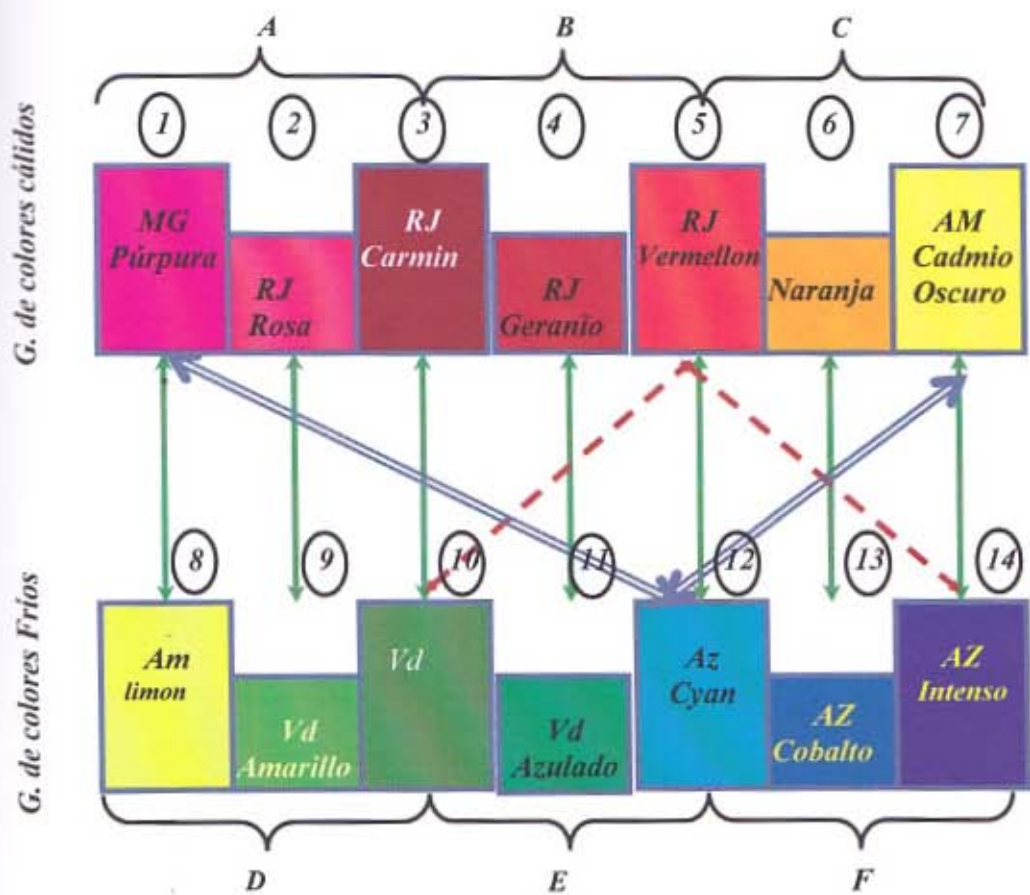 A
B
C
G. de colores cálidos
1
2
3
4
5
6
7
MG
Púrpura
RJ
Rosa
RJ
Carmin
RJ
Geranio
RJ
Vermellon
Naranja
AM
Cadmio
Oscuro
G. de colores Fríos
8
9
10
11
12
13
14
Am
limon
Vd
Amarillo
Vd
Vd
Azulado
Az
Cyan
AZ
Cobalto
AZ
Intenso
D
E
F